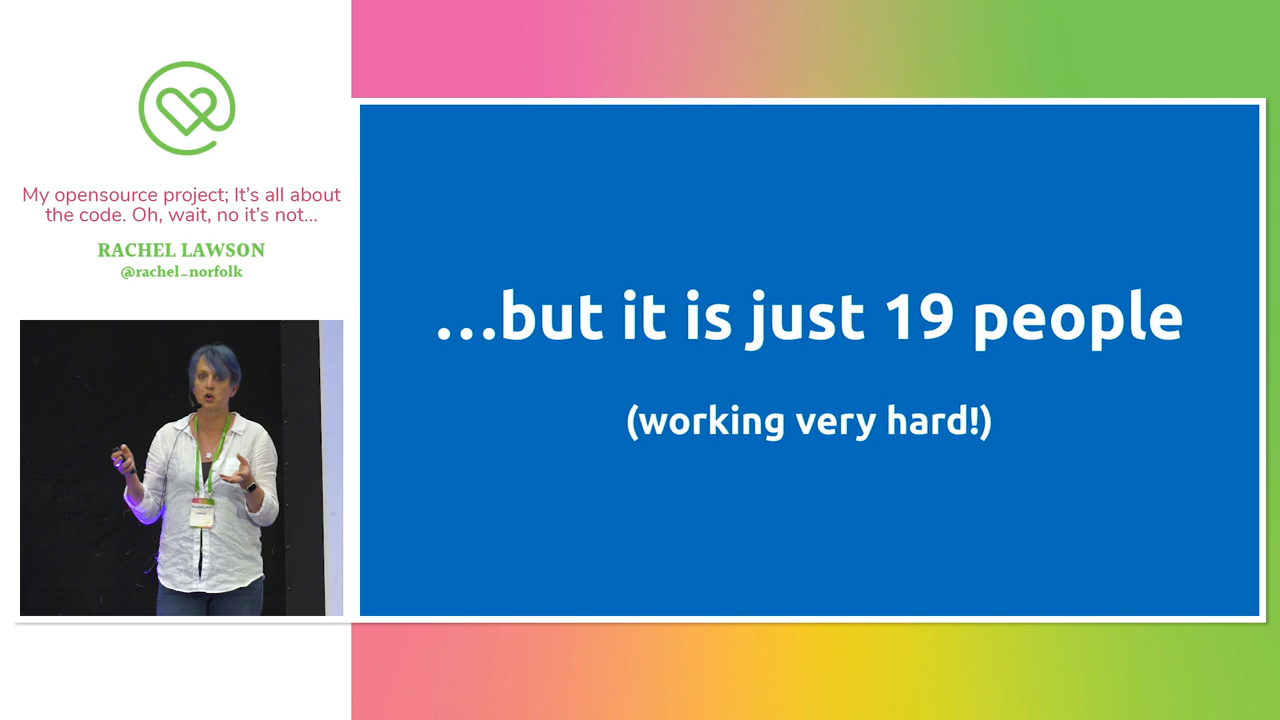 My opensource project; It's all about
the code. Oh, wait, no it's not...
RACHEL LAWSON
@rachel_norfolk
...but it is just 19 people
(working very hard!)